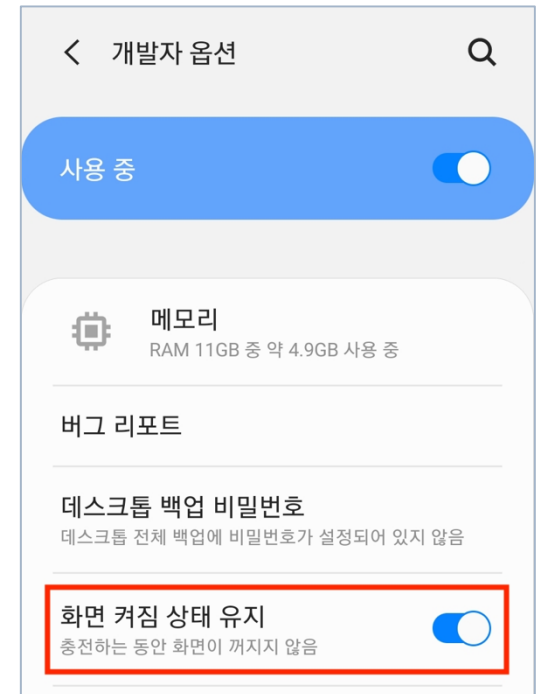 개발자 옵션
사용 중
메모리
RAM 11GB 중 약 4.9GB 사용 중
버그 리포트
데스크톱 백업 비밀번호
데스크톱 전체 백업에 비밀번호가 설정되어 있지 않음
화면 켜짐 상태 유지
충전하는 동안 화면이 꺼지지 않음